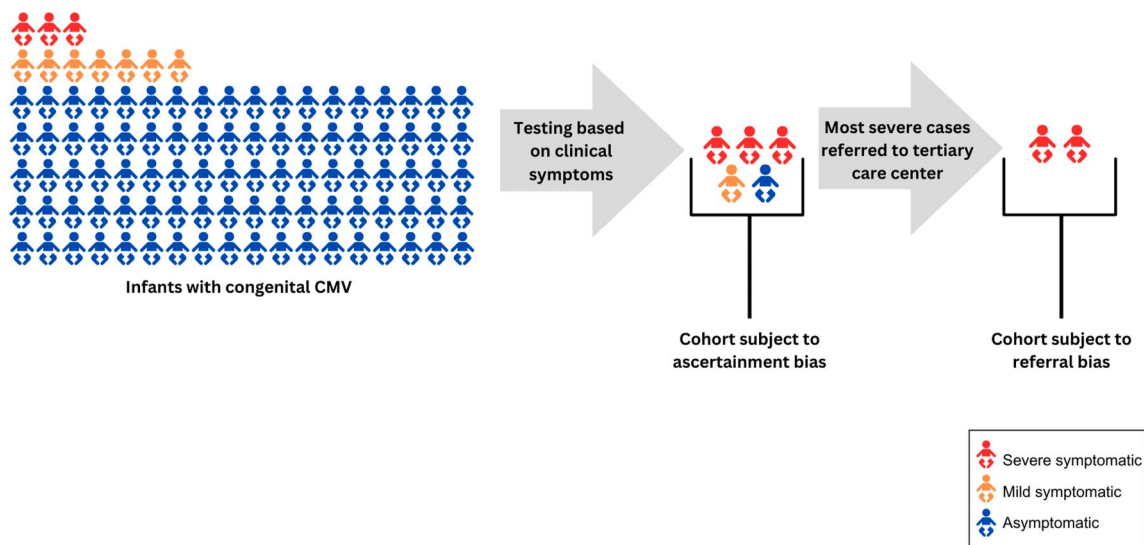 Infants with congenital CMV
Testing based
on clinical
symptoms
Cohort subject to
ascertainment bias
Most severe cases
referred to tertiary
care center
Cohort subject to
referral bias
Severe symptomatic
Mild symptomatic
Asymptomatic